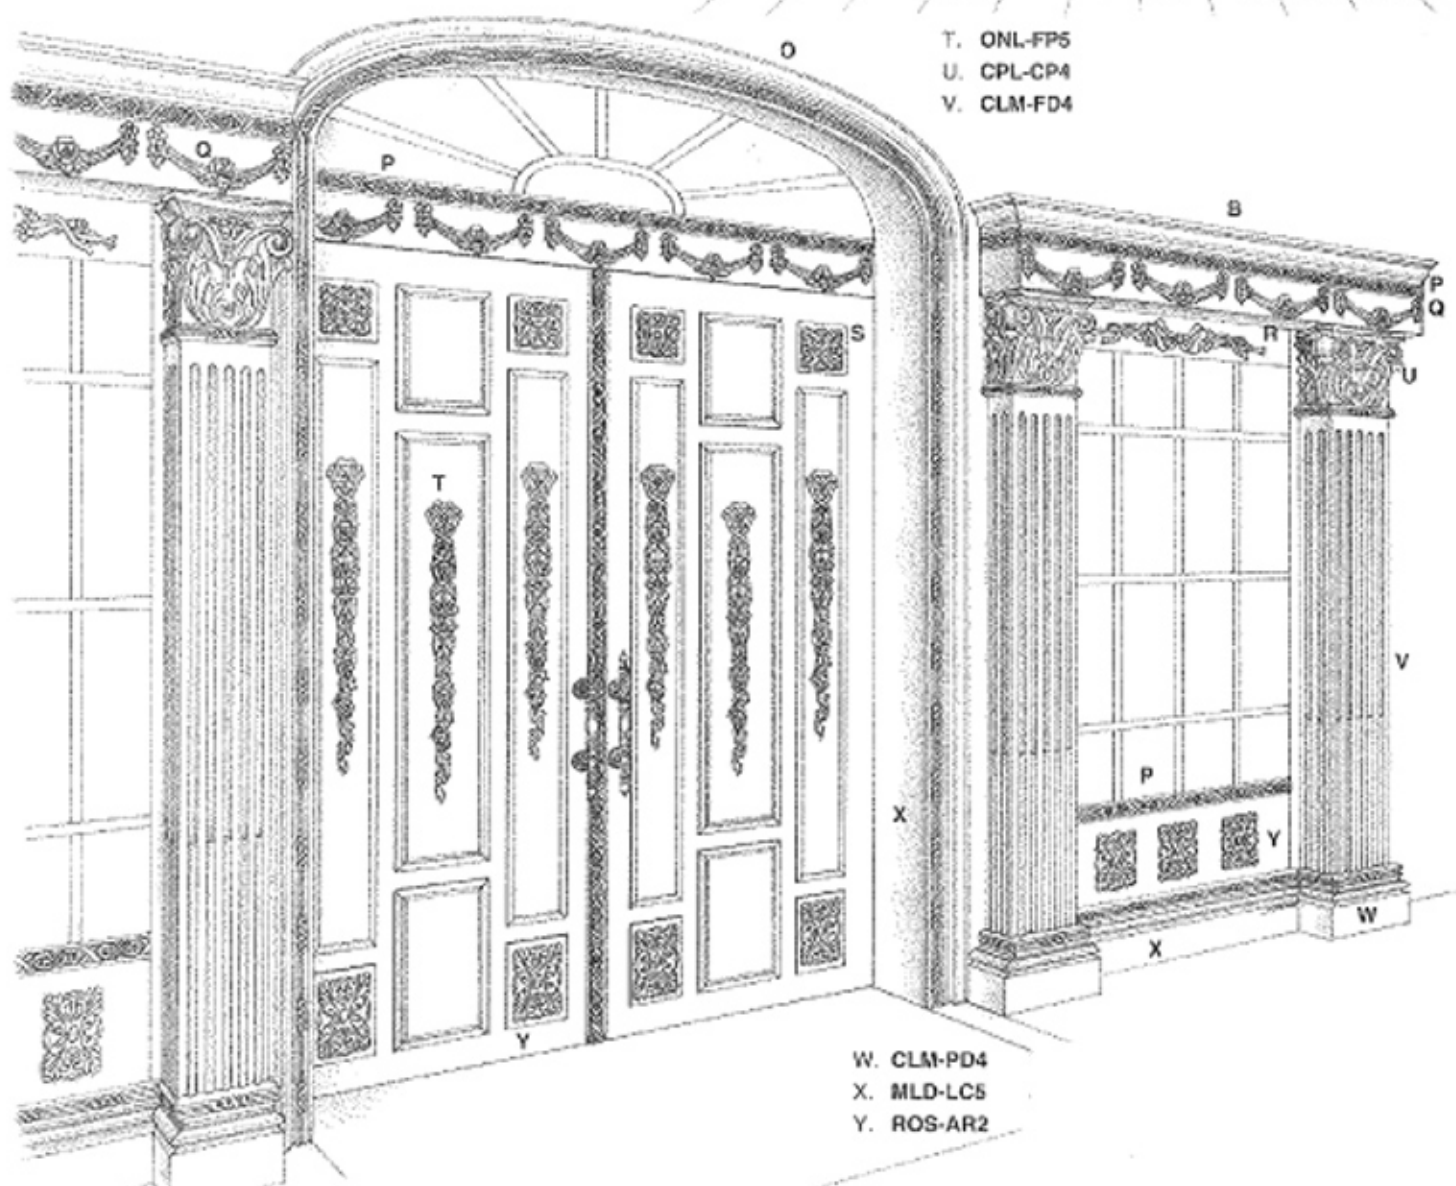 O
T. ONL-FP5
U. CPL-CP4
V. CLM-FD4
Q
P
B
P
Q
R
S
U
T
V
P
X
Y
W
X
Y
W. CLM-PD4
X. MLD-LC5
Y. ROS-AR2